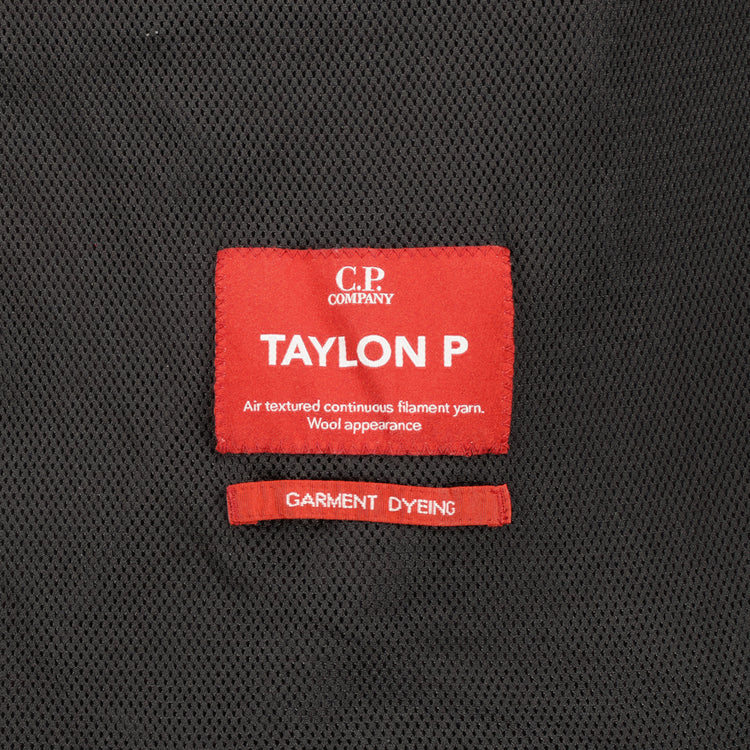 C.P.
COMPANY
TAYLON P
Air textured continuous filament yarn.
Wool appearance
GARMENT DYEING